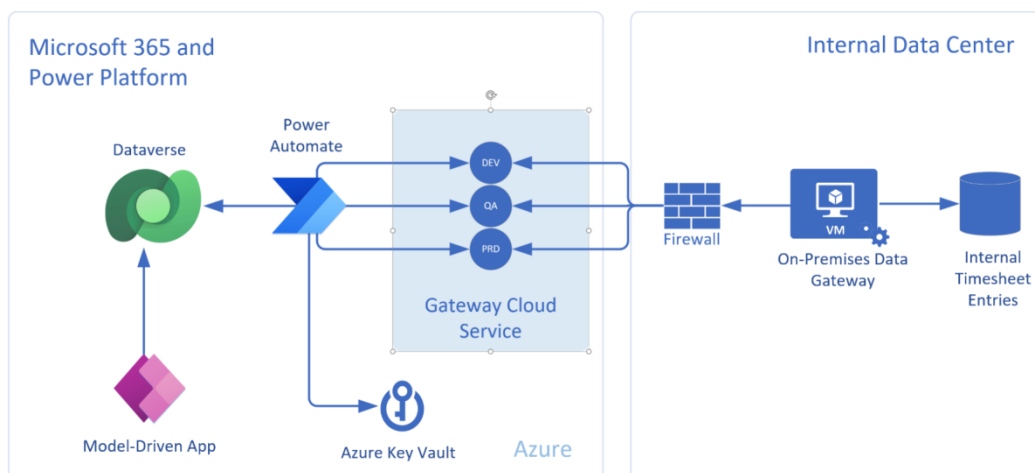 Microsoft 365 and
Power Platform
Internal Data Center
Power
Automate
Dataverse
DEV
QA
PRD
Gateway Cloud
Service
Firewall
VM
On-Premises Data
Gateway
Internal
Timesheet
Entries
Model-Driven App
Azure Key Vault
Azure